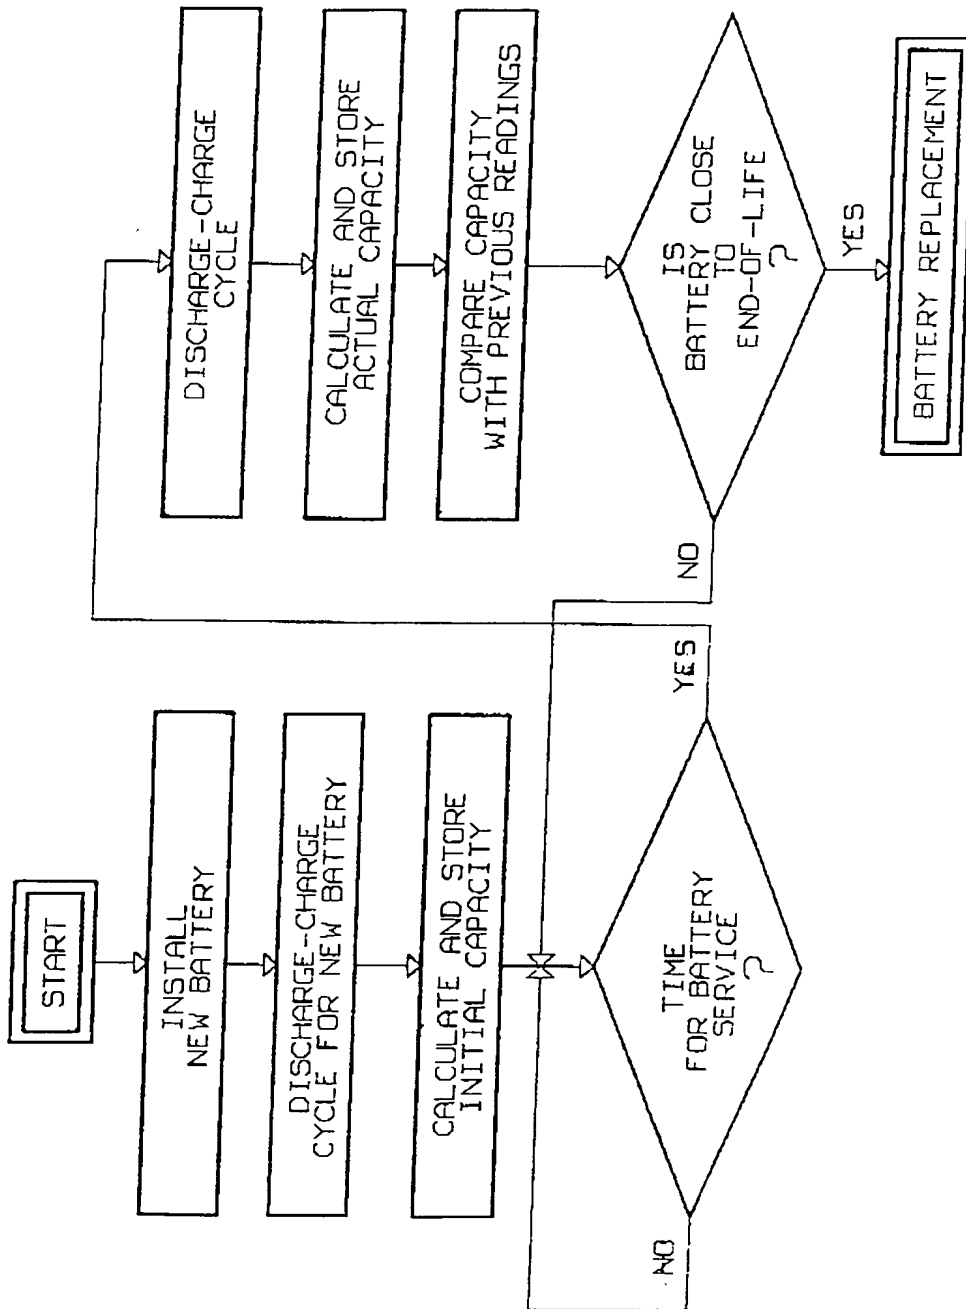 START
INSTALL
NEW BATTERY
DISCHARGE-CHARGE
CYCLE FOR NEW BATTERY
CALCULATE AND STORE
INITIAL CAPACITY
TIME
FOR BATTERY
SERVICE
?
NO
YES
DISCHARGE-CHARGE
CYCLE
CALCULATE AND STORE
ACTUAL CAPACITY
COMPARE CAPACITY
WITH PREVIOUS READINGS
IS
BATTERY CLOSE
TO
END-OF-LIFE
?
NO
YES
BATTERY REPLACEMENT